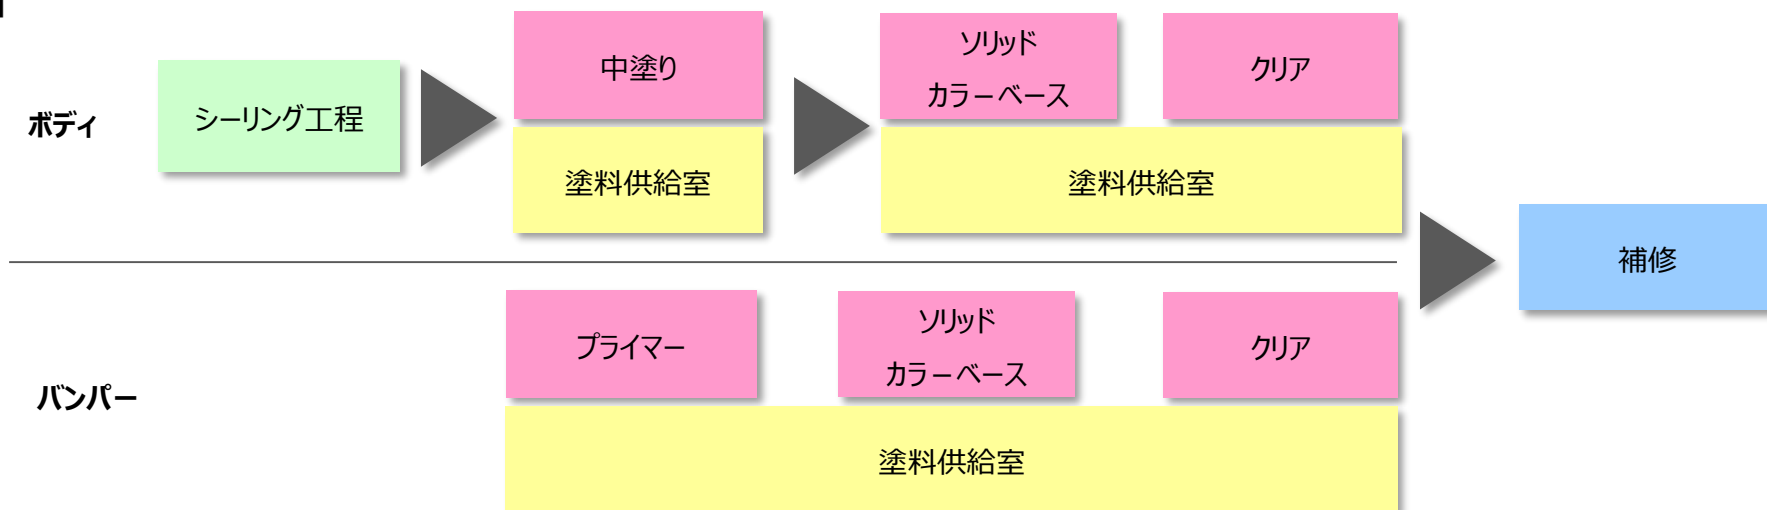 ボディ
シーリング工程
中塗り
塗料供給室
ソリッド
カラーベース
クリア
塗料供給室
補修
バンパー
プライマー
ソリッド
カラーベース
クリア
塗料供給室